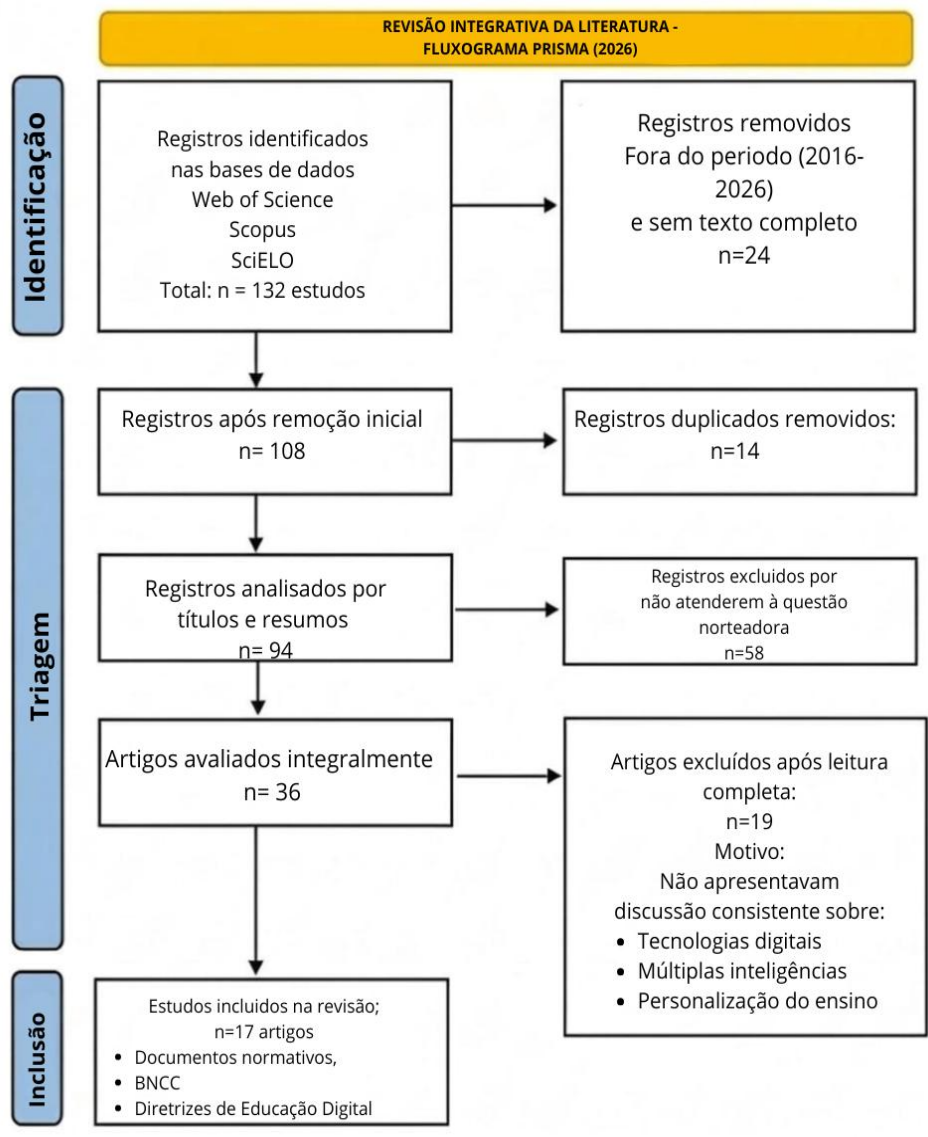 REVISÃO INTEGRATIVA DA LITERATURA -
FLUXOGRAMA PRISMA (2026)
Identificação
Registros identificados
nas bases de dados
Web of Science
Scopus
SciELO
Total: n = 132 estudos
Registros removidos
Fora do periodo (2016-
2026)
e sem texto completo
n=24
Triagem
Registros após remoção inicial
n= 108
Registros duplicados removidos:
n=14
Registros analisados por
títulos e resumos
n= 94
Registros excluidos por
não atenderem à questão
norteadora
n=58
Artigos avaliados integralmente
n= 36
Artigos excluídos após leitura
completa:
n=19
Motivo:
Não apresentavam
discussão consistente sobre:
• Tecnologias digitais
• Múltiplas inteligências
• Personalização do ensino
Inclusão
Estudos incluidos na revisão;
n=17 artigos
• Documentos normativos,
• BNCC
• Diretrizes de Educação Digital